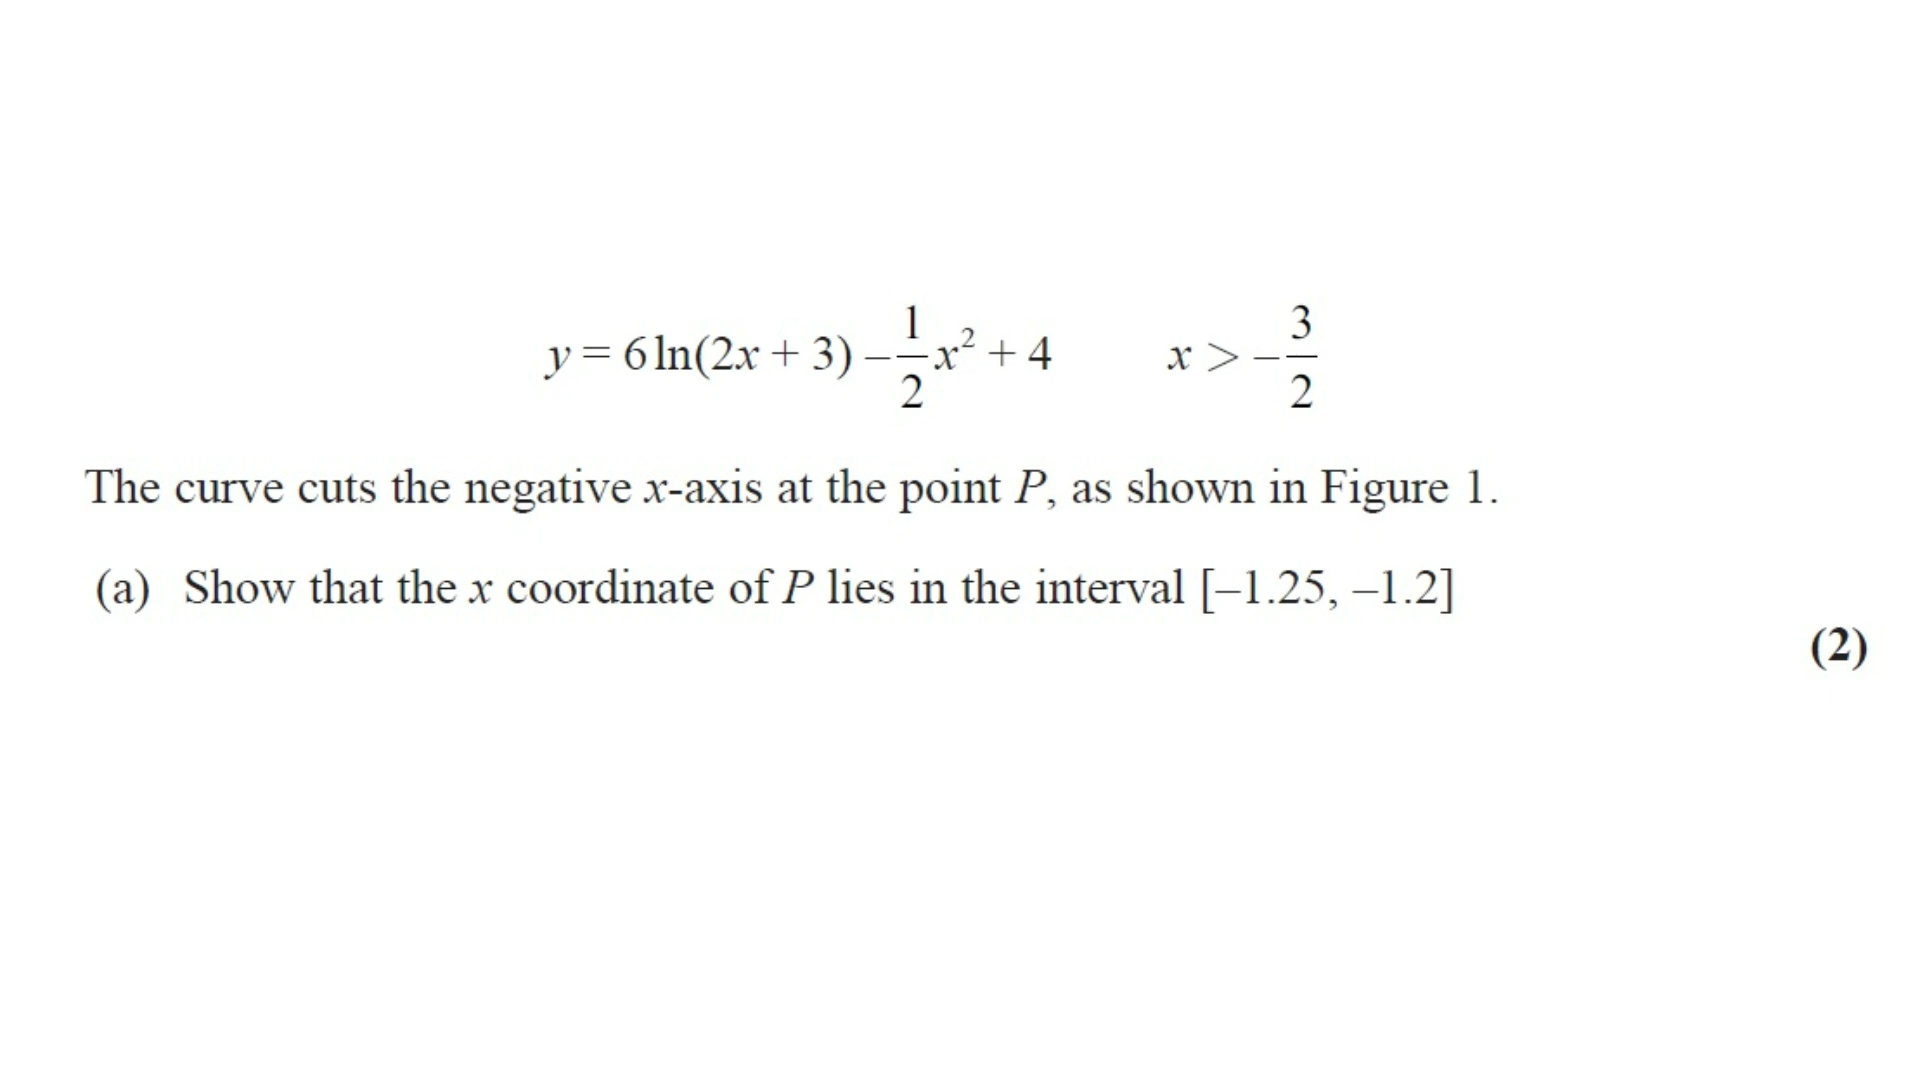 y = 6 ln(2x + 3) – 1/2 x² + 4    x > – 3/2
The curve cuts the negative x-axis at the point P, as shown in Figure 1.
(a) Show that the x coordinate of P lies in the interval [–1.25, –1.2]
(2)